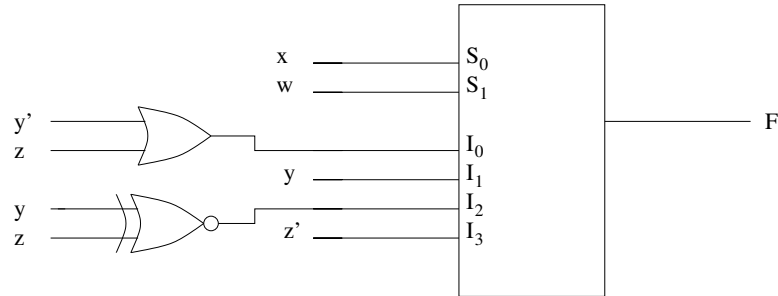 x S₀
w S₁
y’
z
I₀
y I₁
y I₂
z z’ I₃
F